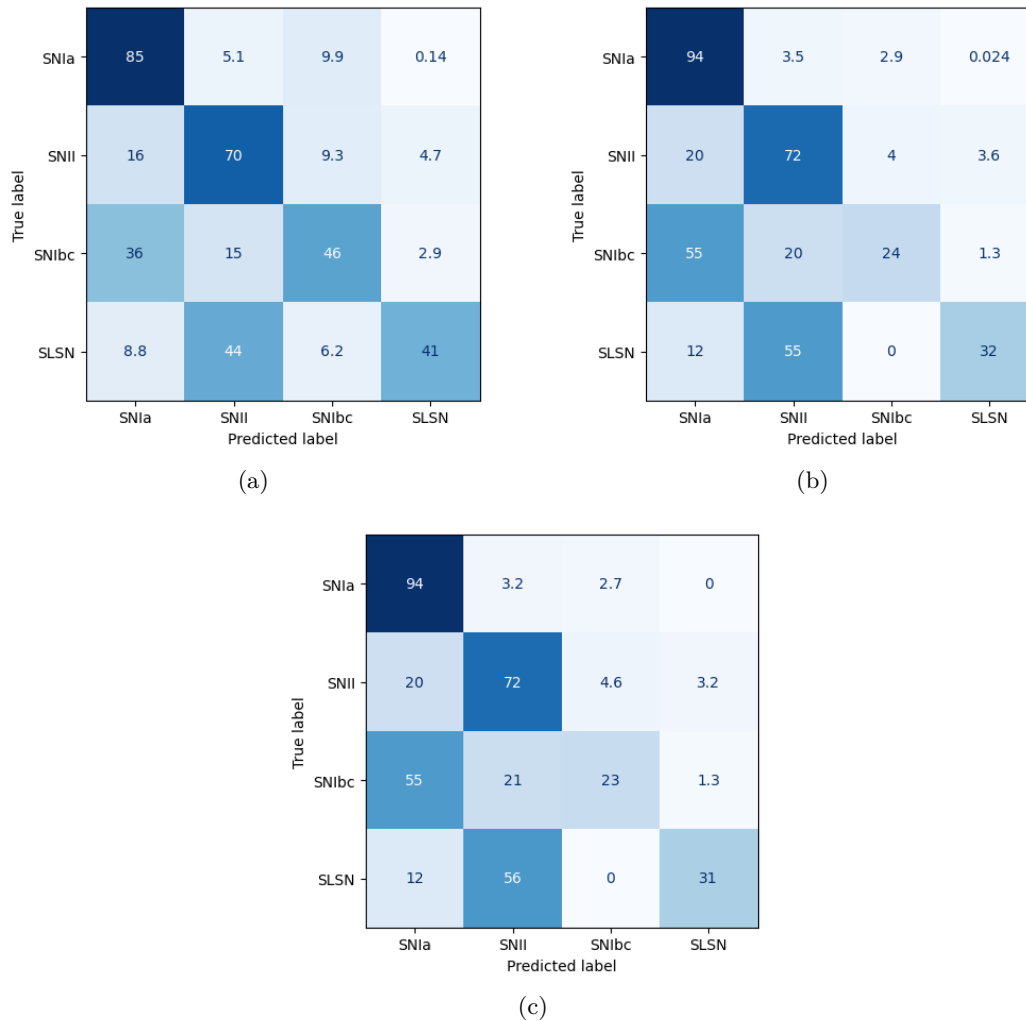 SNIa 85 5.1 9.9 0.14
SNII 16 70 9.3 4.7
SNIbc 36 15 46 2.9
SLSN 8.8 44 6.2 41
SNIa SNII SNIbc SLSN
Predicted label
True label
(a)
SNIa 94 3.5 2.9 0.024
SNII 20 72 4 3.6
SNIbc 55 20 24 1.3
SLSN 12 55 0 32
SNIa SNII SNIbc SLSN
Predicted label
True label
(b)
SNIa 94 3.2 2.7 0
SNII 20 72 4.6 3.2
SNIbc 55 21 23 1.3
SLSN 12 56 0 31
SNIa SNII SNIbc SLSN
Predicted label
True label
(c)